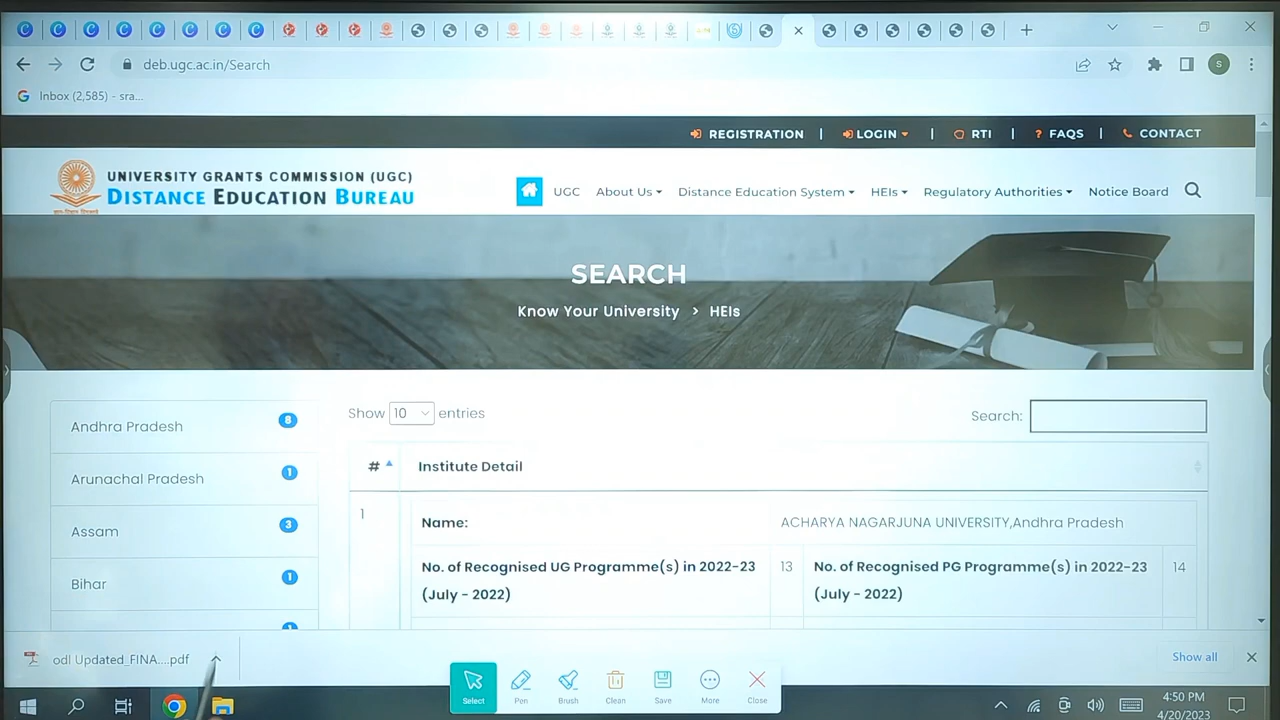 deb.ugc.ac.in/Search
S
Inbox (2,585) - sra...
REGISTRATION | LOGIN | RTI | ? FAQS | CONTACT
UNIVERSITY GRANTS COMMISSION (UGC)
DISTANCE EDUCATION BUREAU
UGC About Us Distance Education System HEIs Regulatory Authorities Notice Board
SEARCH
Know Your University > HEIs
Andhra Pradesh 8
Arunachal Pradesh 1
Assam 3
Bihar 1
Show 10 entries
Search:
# Institute Detail
1
Name: ACHARYA NAGARJUNA UNIVERSITY,Andhra Pradesh
No. of Recognised UG Programme(s) in 2022-23 13 No. of Recognised PG Programme(s) in 2022-23 14
(July - 2022) (July - 2022)
odl Updated_FINA....pdf
Show all
Select Pen Brush Clean Save More Close
4:50 PM
4/20/2023